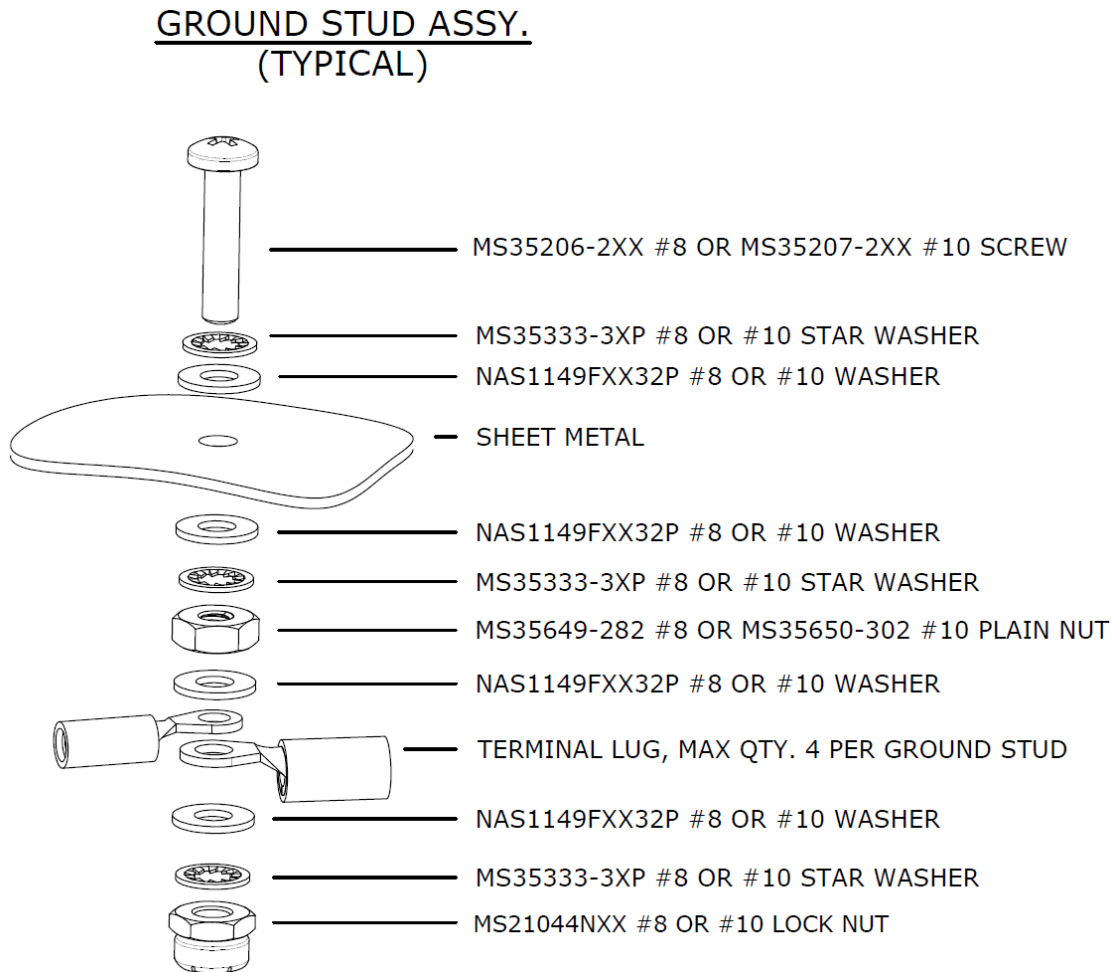 GROUND STUD ASSY.
(TYPICAL)
MS35206-2XX #8 OR MS35207-2XX #10 SCREW
MS35333-3XP #8 OR #10 STAR WASHER
NAS1149FXX32P #8 OR #10 WASHER
SHEET METAL
NAS1149FXX32P #8 OR #10 WASHER
MS35333-3XP #8 OR #10 STAR WASHER
MS35649-282 #8 OR MS35650-302 #10 PLAIN NUT
NAS1149FXX32P #8 OR #10 WASHER
TERMINAL LUG, MAX QTY. 4 PER GROUND STUD
NAS1149FXX32P #8 OR #10 WASHER
MS35333-3XP #8 OR #10 STAR WASHER
MS21044NXX #8 OR #10 LOCK NUT